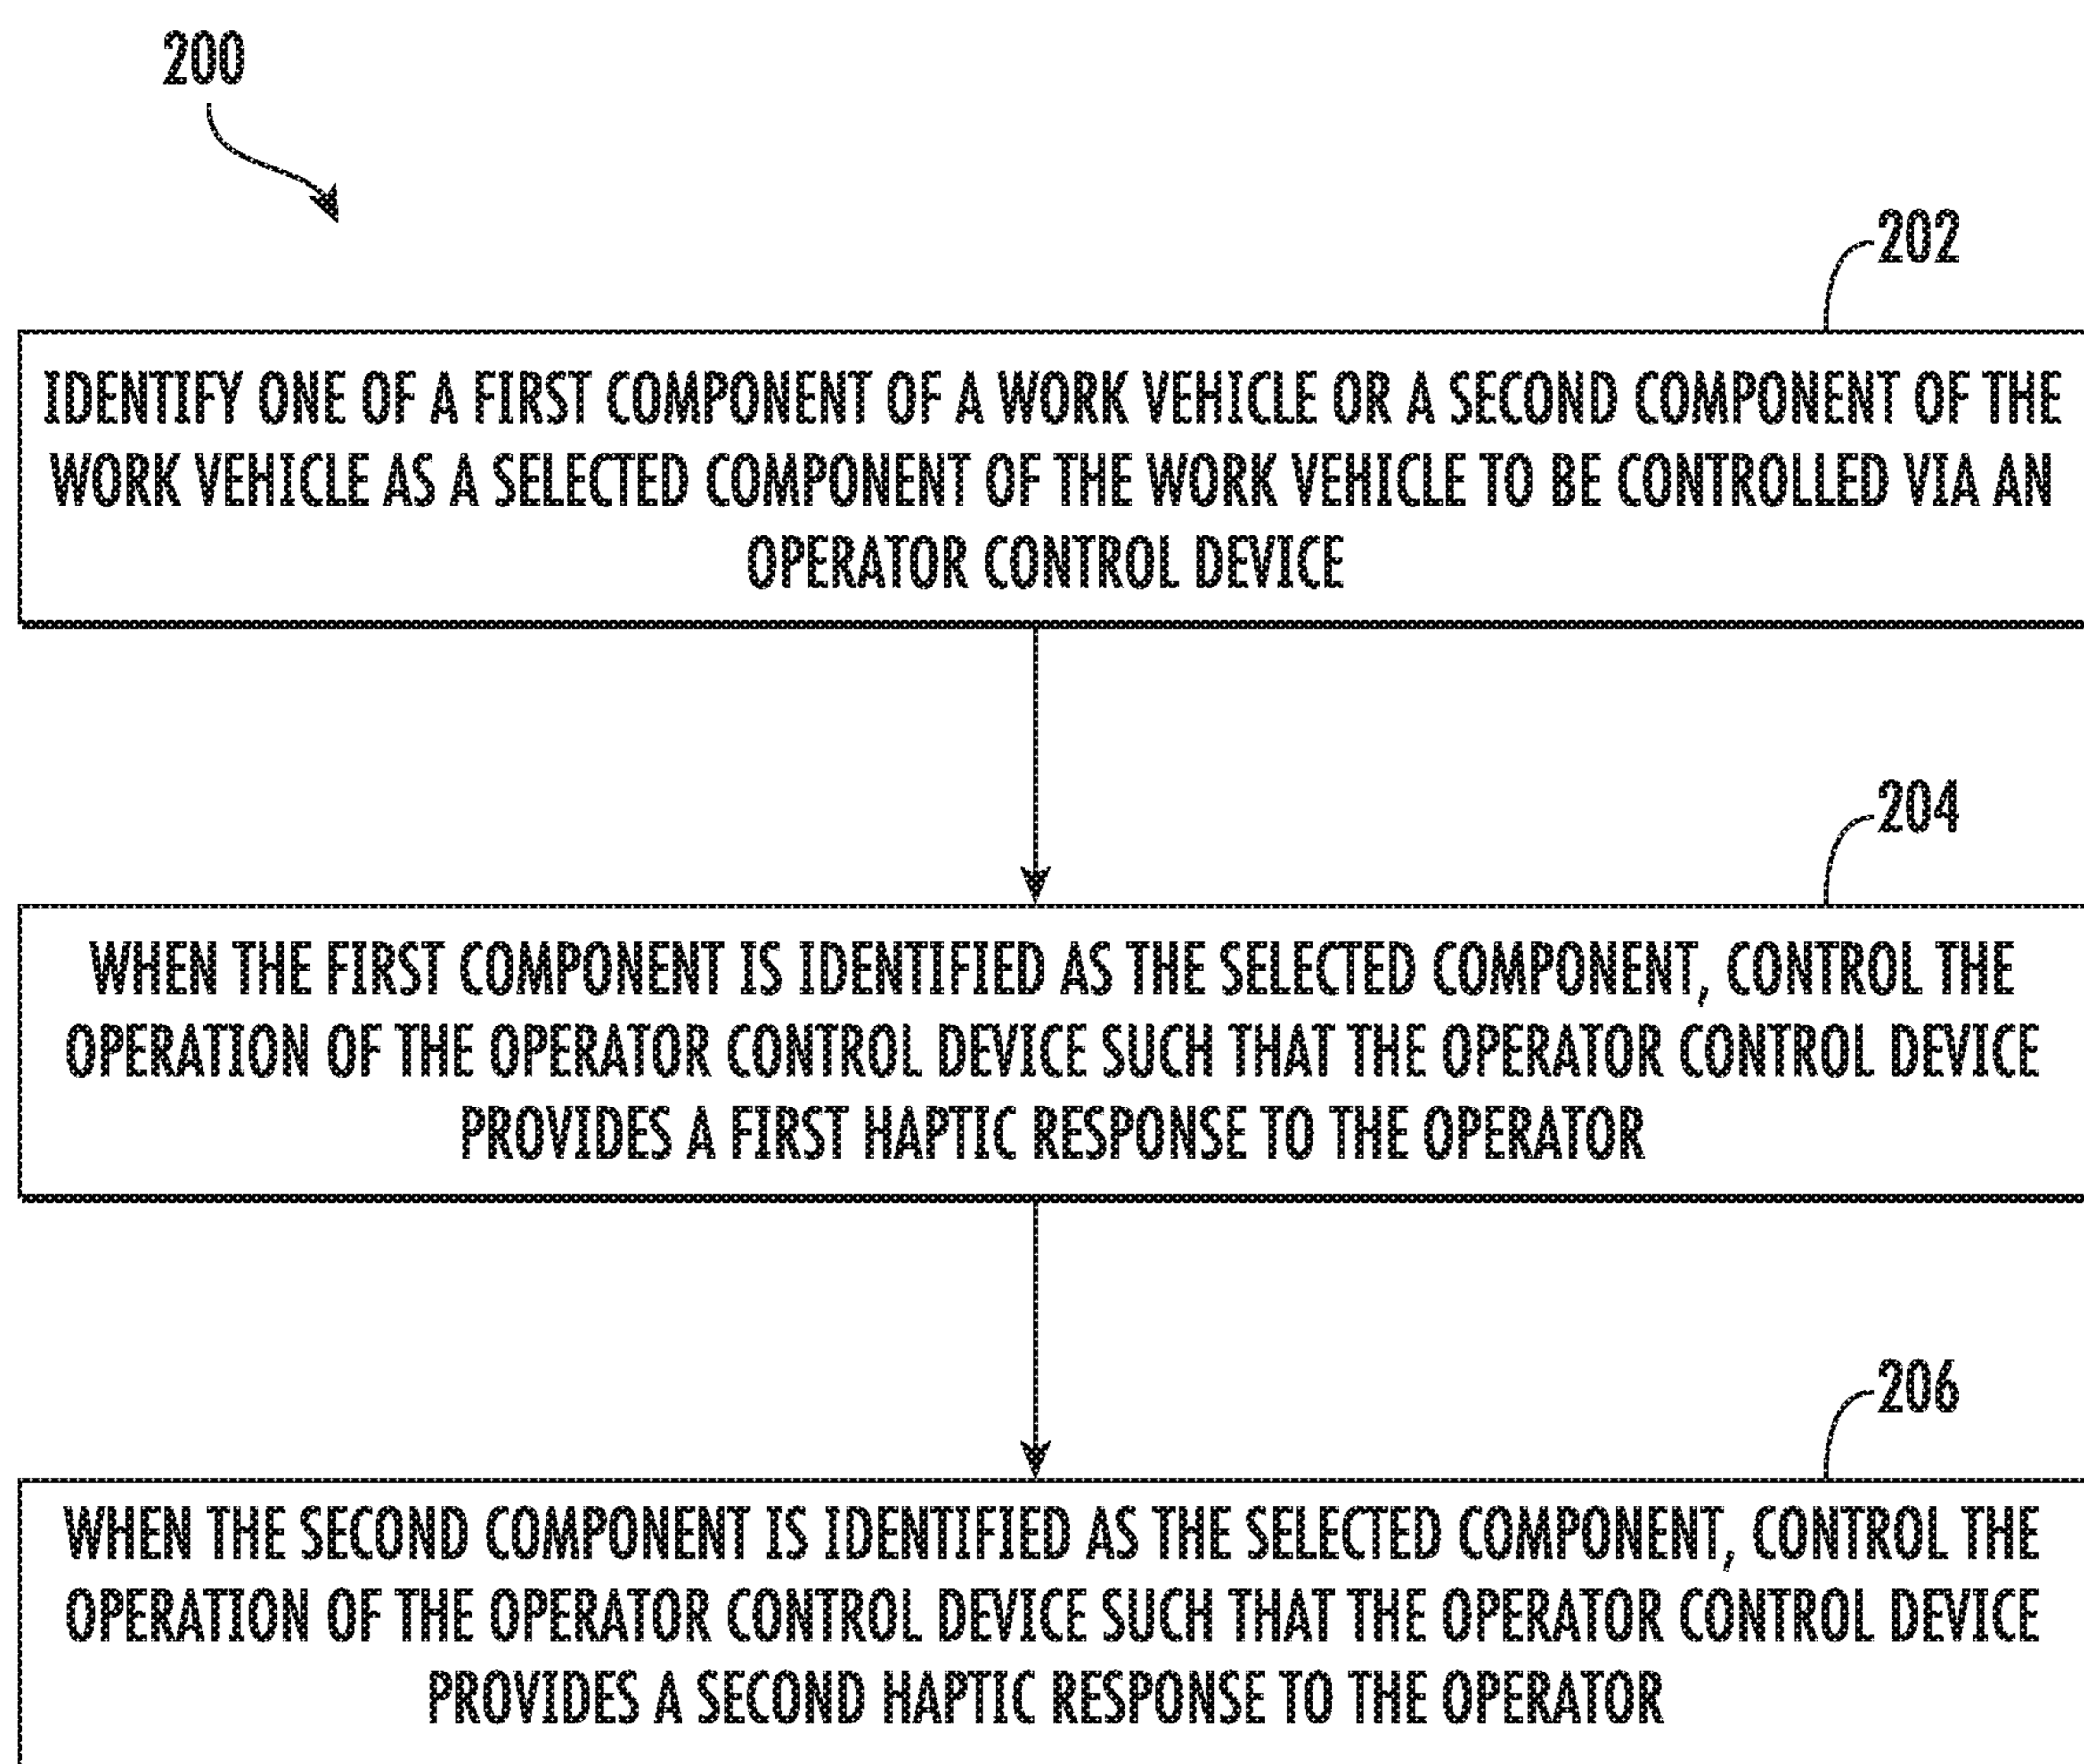 200
202
IDENTIFY ONE OF A FIRST COMPONENT OF A WORK VEHICLE OR A SECOND COMPONENT OF THE
WORK VEHICLE AS A SELECTED COMPONENT OF THE WORK VEHICLE TO BE CONTROLLED VIA AN
OPERATOR CONTROL DEVICE
204
WHEN THE FIRST COMPONENT IS IDENTIFIED AS THE SELECTED COMPONENT, CONTROL THE
OPERATION OF THE OPERATOR CONTROL DEVICE SUCH THAT THE OPERATOR CONTROL DEVICE
PROVIDES A FIRST HAPTIC RESPONSE TO THE OPERATOR
206
WHEN THE SECOND COMPONENT IS IDENTIFIED AS THE SELECTED COMPONENT, CONTROL THE
OPERATION OF THE OPERATOR CONTROL DEVICE SUCH THAT THE OPERATOR CONTROL DEVICE
PROVIDES A SECOND HAPTIC RESPONSE TO THE OPERATOR